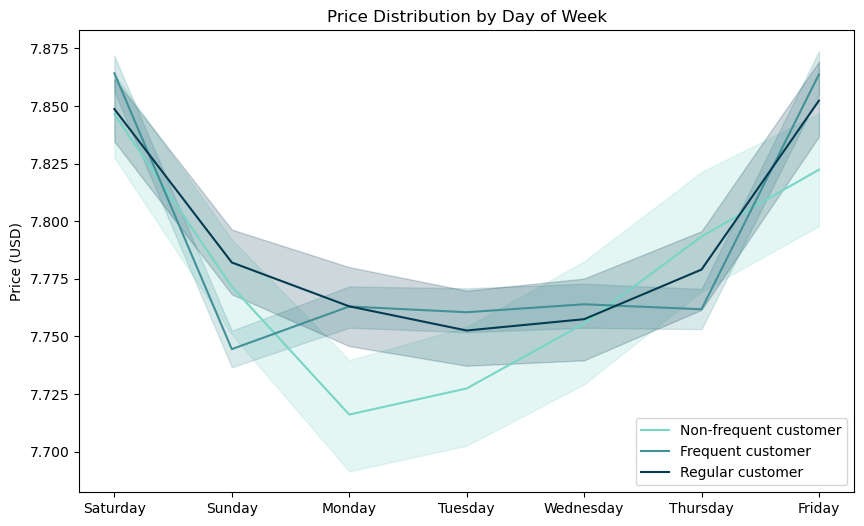 Price Distribution by Day of Week
Price (USD)
7.875
7.850
7.825
7.800
7.775
7.750
7.725
7.700
Saturday Sunday Monday Tuesday Wednesday Thursday Friday
Non-frequent customer
Frequent customer
Regular customer